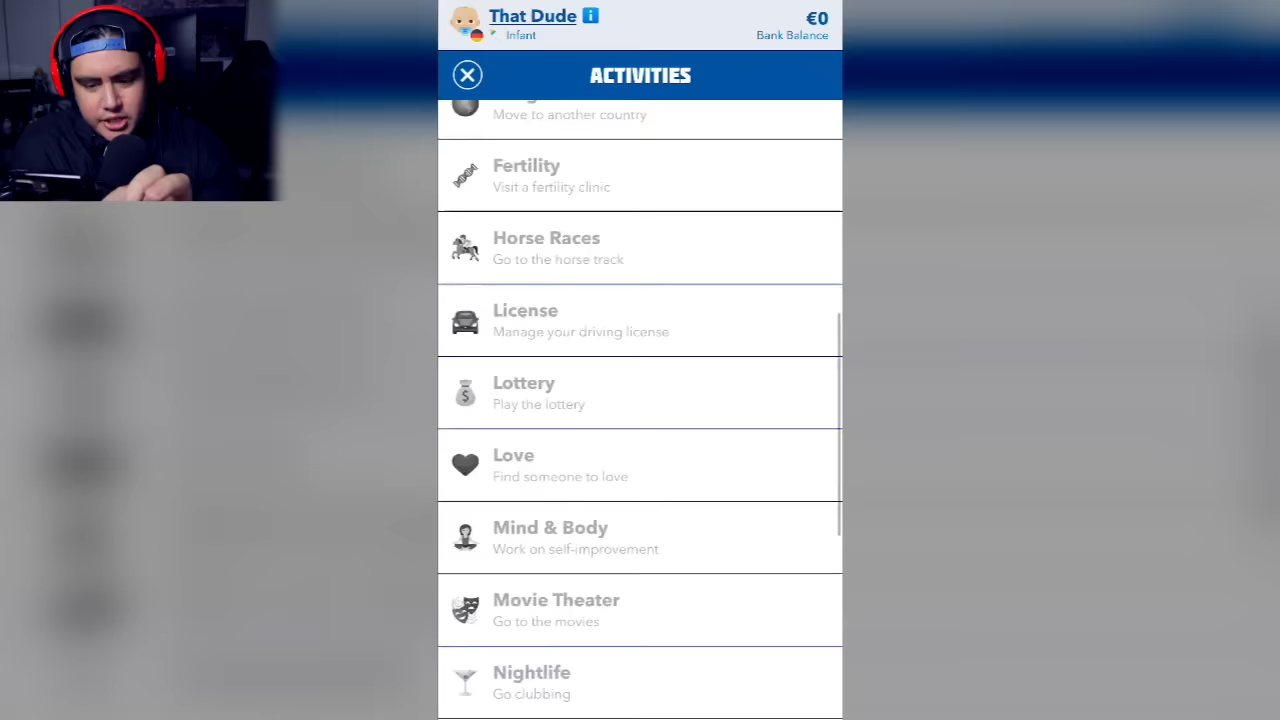 That Dude
€0
Infant
Bank Balance
ACTIVITIES
Move to another country
Fertility
Visit a fertility clinic
Horse Races
Go to the horse track
License
Manage your driving license
Lottery
Play the lottery
Love
Find someone to love
Mind & Body
Work on self-improvement
Movie Theater
Go to the movies
Nightlife
Go clubbing